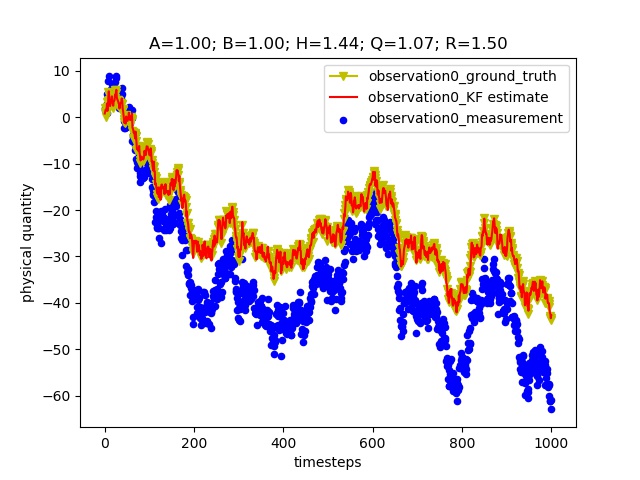 A=1.00; B=1.00; H=1.44; Q=1.07; R=1.50
observation0_ground_truth
observation0_KF estimate
observation0_measurement
physical quantity
10
0
−10
−20
−30
−40
−50
−60
0 200 400 600 800 1000
timesteps